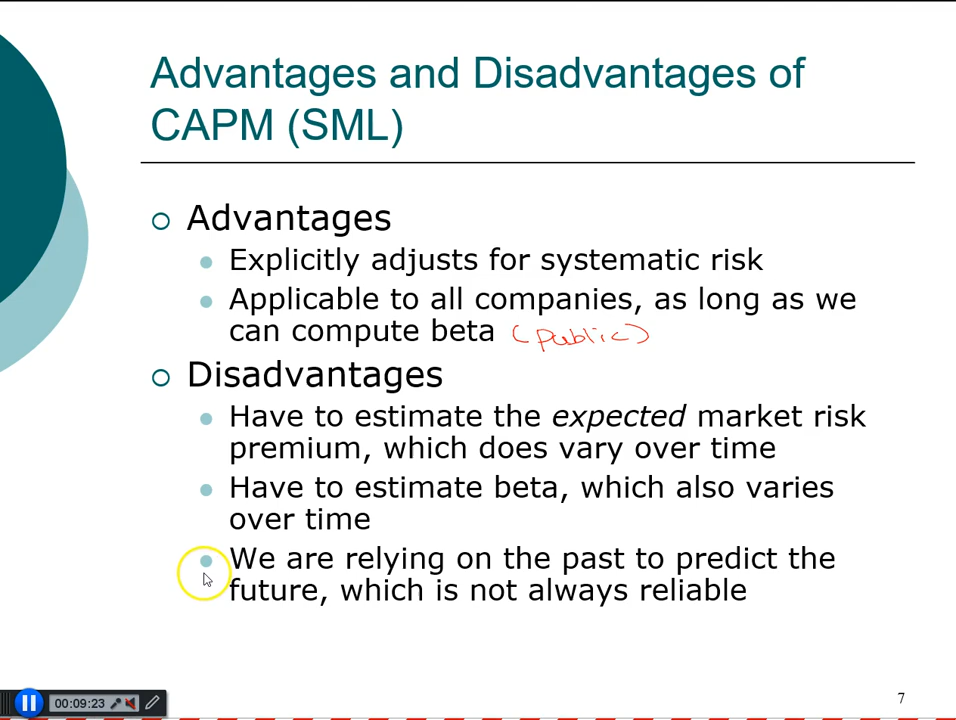 Advantages and Disadvantages of
CAPM (SML)
Advantages
Explicitly adjusts for systematic risk
Applicable to all companies, as long as we
can compute beta (public)
Disadvantages
Have to estimate the expected market risk
premium, which does vary over time
Have to estimate beta, which also varies
over time
We are relying on the past to predict the
future, which is not always reliable
00:09:23
7